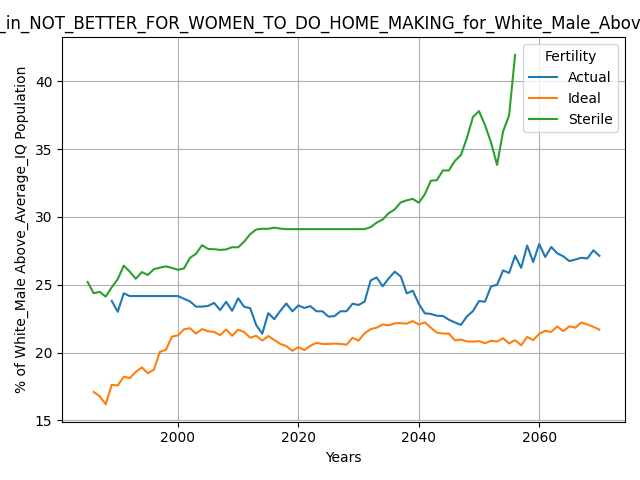 _in_NOT_BETTER_FOR_WOMEN_TO_DO_HOME_MAKING_for_White_Male_Abov
% of White_Male Above_Average_IQ Population
40
35
30
25
20
15
Fertility
Actual
Ideal
Sterile
2000
2020
2040
2060
Years